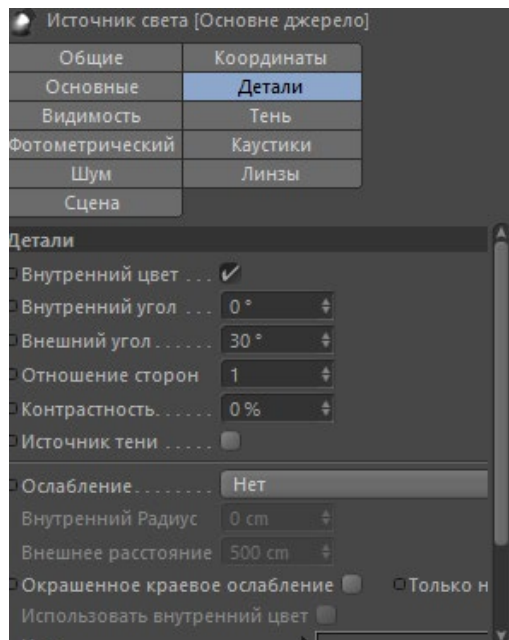 Источник света [Основне джерело]
Общие Координаты
Основные Детали
Видимость Тень
Фотометрический Каустики
Шум Линзы
Сцена
Детали
Внутренний цвет . . . ✔
Внутренний угол . . . 0 °
Внешний угол . . . . . . 30 °
Отношение сторон 1
Контрастность. . . . . . 0 %
Источник тени . . . . .
Ослабление. . . . . . . . Нет
Внутренний Радиус 0 cm
Внешнее расстояние 500 cm
Окрашенное краевое ослабление Только н
Использовать внутренний цвет